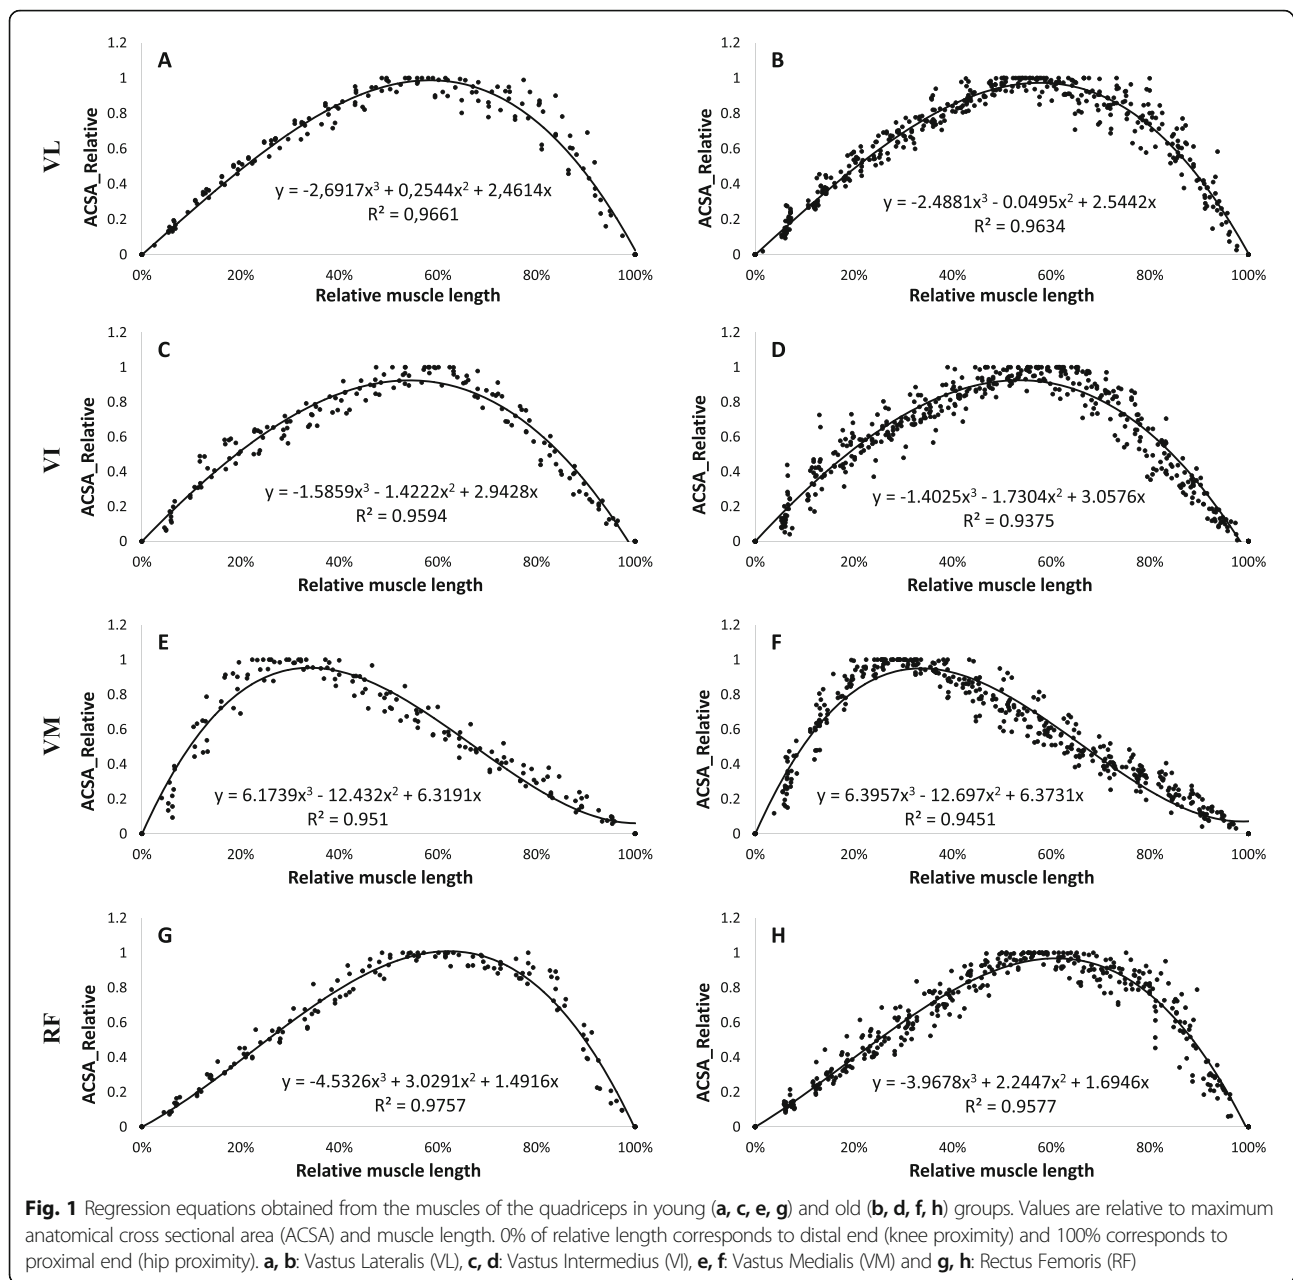 A
B
1.2
1
0.8
0.6
0.4
0.2
0
VL
ACSA_Relative
y = -2,6917x³ + 0,2544x² + 2,4614x
R² = 0,9661
0% 20% 40% 60% 80% 100%
Relative muscle length
1.2
1
0.8
0.6
0.4
0.2
0
ACSA_Relative
y = -2.4881x³ - 0.0495x² + 2.5442x
R² = 0.9634
0% 20% 40% 60% 80% 100%
Relative muscle length
C
D
1.2
1
0.8
0.6
0.4
0.2
0
VI
ACSA_Relative
y = -1.5859x³ - 1.4222x² + 2.9428x
R² = 0.9594
0% 20% 40% 60% 80% 100%
Relative muscle length
1.2
1
0.8
0.6
0.4
0.2
0
ACSA_Relative
y = -1.4025x³ - 1.7304x² + 3.0576x
R² = 0.9375
0% 20% 40% 60% 80% 100%
Relative muscle length
E
F
1.2
1
0.8
0.6
0.4
0.2
0
VM
ACSA_Relative
y = 6.1739x³ - 12.432x² + 6.3191x
R² = 0.951
0% 20% 40% 60% 80% 100%
Relative muscle length
1.2
1
0.8
0.6
0.4
0.2
0
ACSA_Relative
y = 6.3957x³ - 12.697x² + 6.3731x
R² = 0.9451
0% 20% 40% 60% 80% 100%
Relative muscle length
G
H
1.2
1
0.8
0.6
0.4
0.2
0
RF
ACSA_Relative
y = -4.5326x³ + 3.0291x² + 1.4916x
R² = 0.9757
0% 20% 40% 60% 80% 100%
Relative muscle length
1.2
1
0.8
0.6
0.4
0.2
0
ACSA_Relative
y = -3.9678x³ + 2.2447x² + 1.6946x
R² = 0.9577
0% 20% 40% 60% 80% 100%
Relative muscle length
Fig. 1 Regression equations obtained from the muscles of the quadriceps in young (a, c, e, g) and old (b, d, f, h) groups. Values are relative to maximum
anatomical cross sectional area (ACSA) and muscle length. 0% of relative length corresponds to distal end (knee proximity) and 100% corresponds to
proximal end (hip proximity). a, b: Vastus Lateralis (VL), c, d: Vastus Intermedius (VI), e, f: Vastus Medialis (VM) and g, h: Rectus Femoris (RF)